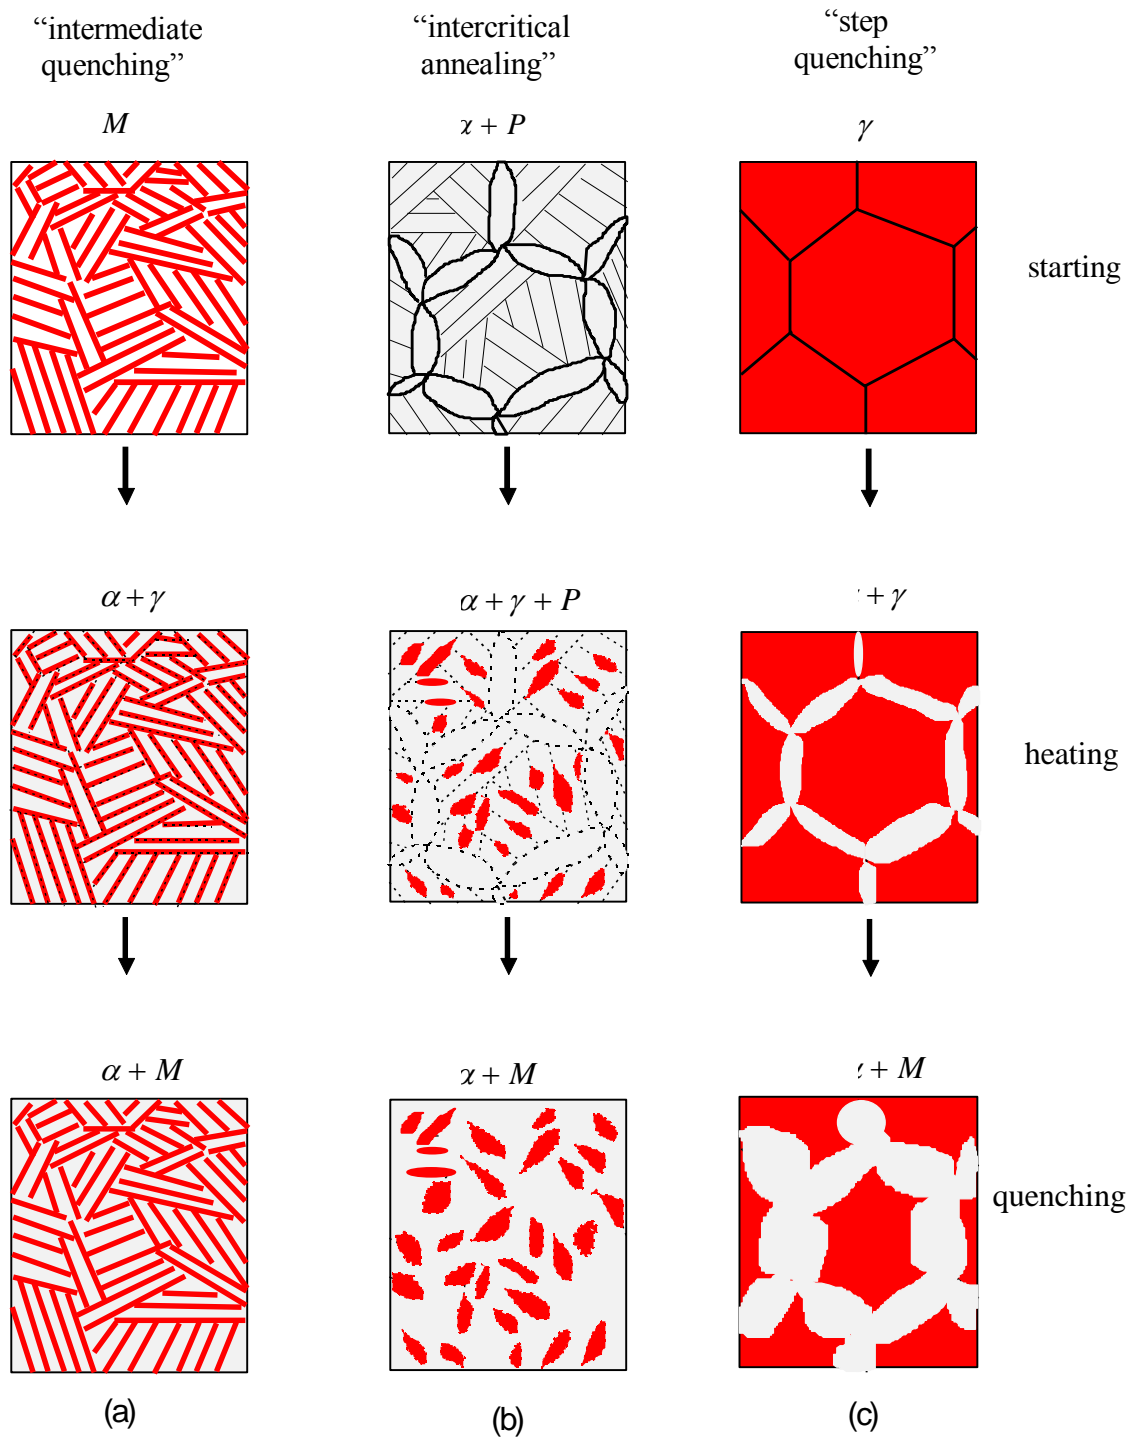 “intermediate
quenching”
“intercritical
annealing”
“step
quenching”
M
α + P
γ
starting
α + γ
α + γ + P
+ γ
heating
α + M
α + M
+ M
quenching
(a)
(b)
(c)